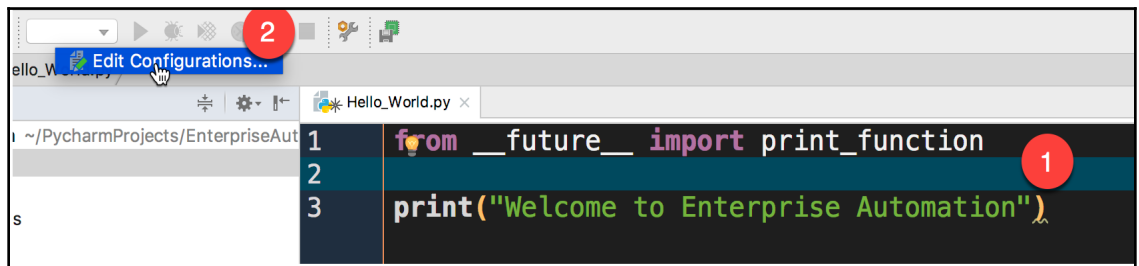 2
Edit Configurations...
ello_World.py
Hello_World.py
~/PycharmProjects/EnterpriseAut
1 from __future__ import print_function
1
2
3 print("Welcome to Enterprise Automation")
s